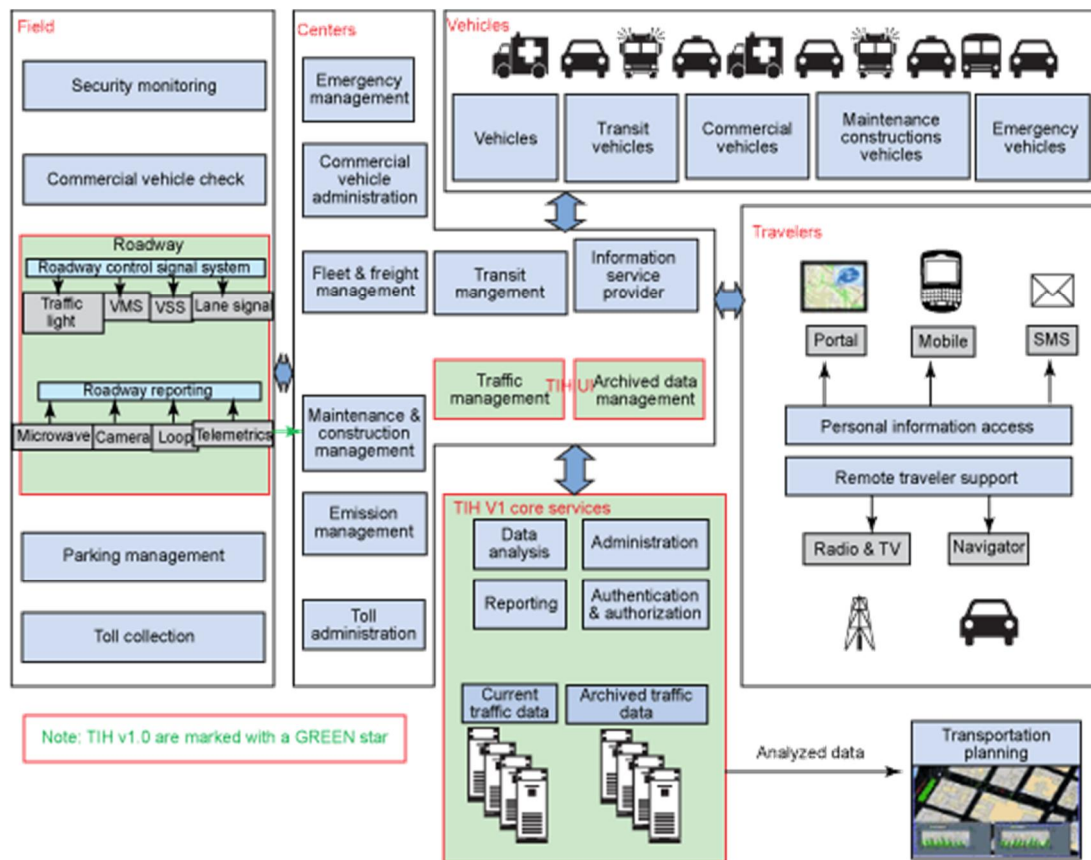 Field
Security monitoring
Commercial vehicle check
Roadway
Roadway control signal system
Traffic
light
VMS
VSS
Lane signal
Roadway reporting
Microwave
Camera
Loop
Telemetrics
Parking management
Toll collection
Note: TIH v1.0 are marked with a GREEN star
Centers
Emergency
management
Commercial
vehicle
administration
Fleet & freight
management
Transit
mangement
Information
service
provider
Traffic
management
TIH UI
Archived data
management
Maintenance &
construction
management
Emission
management
Toll
administration
Vehicles
Vehicles
Transit
vehicles
Commercial
vehicles
Maintenance
constructions
vehicles
Emergency
vehicles
Travelers
Portal
Mobile
SMS
Personal information access
Remote traveler support
Radio & TV
Navigator
TIH V1 core services
Data
analysis
Administration
Reporting
Authentication
& authorization
Current
traffic data
Archived traffic
data
Analyzed data
Transportation
planning